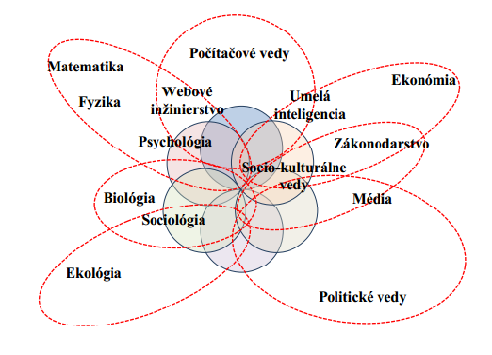 Počítačové vedy
Matematika
Ekonómia
Fyzika
Webové
inžinierstvo
Umelá
inteligencia
Psychológia
Zákonodarstvo
Socio-kulturálne
vedy
Biológia
Média
Sociológia
Ekológia
Politické vedy